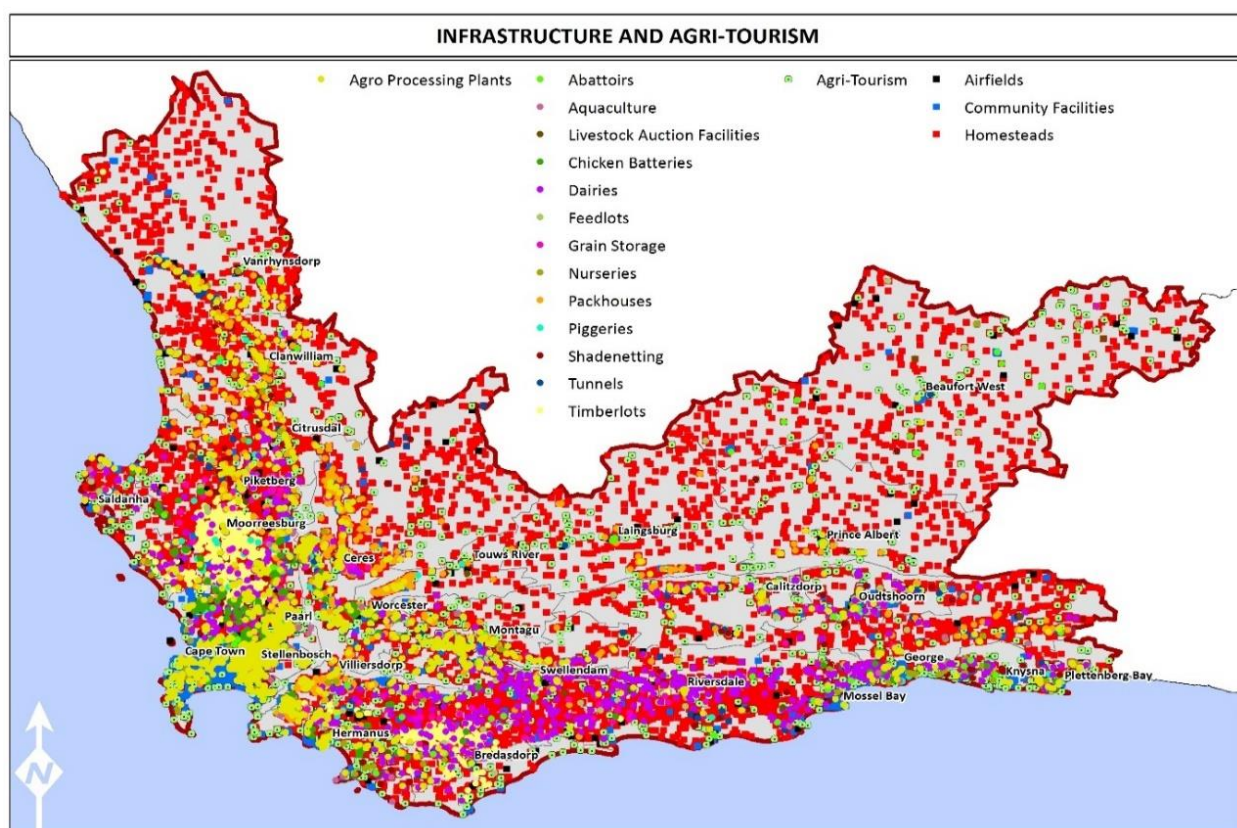 INFRASTRUCTURE AND AGRI-TOURISM
Agro Processing Plants
Abattoirs
Aquaculture
Livestock Auction Facilities
Chicken Batteries
Dairies
Feedlots
Grain Storage
Nurseries
Packhouses
Piggeries
Shadenetting
Tunnels
Timberlots
Agri-Tourism
Airfields
Community Facilities
Homesteads
Vanrhynsdorp
Clanwilliam
Beaufort West
Citrusdal
Piketberg
Saldanha
Moorreesburg
Laingsburg
Prince Albert
Ceres
Touws River
Calitzdorp
Oudtshoorn
Worcester
Paarl
Montagu
Cape Town
Stellenbosch
Villiersdorp
Swellendam
George
Riversdale
Knysna
Plettenberg Bay
Mossel Bay
Hermanus
Bredasdorp
N